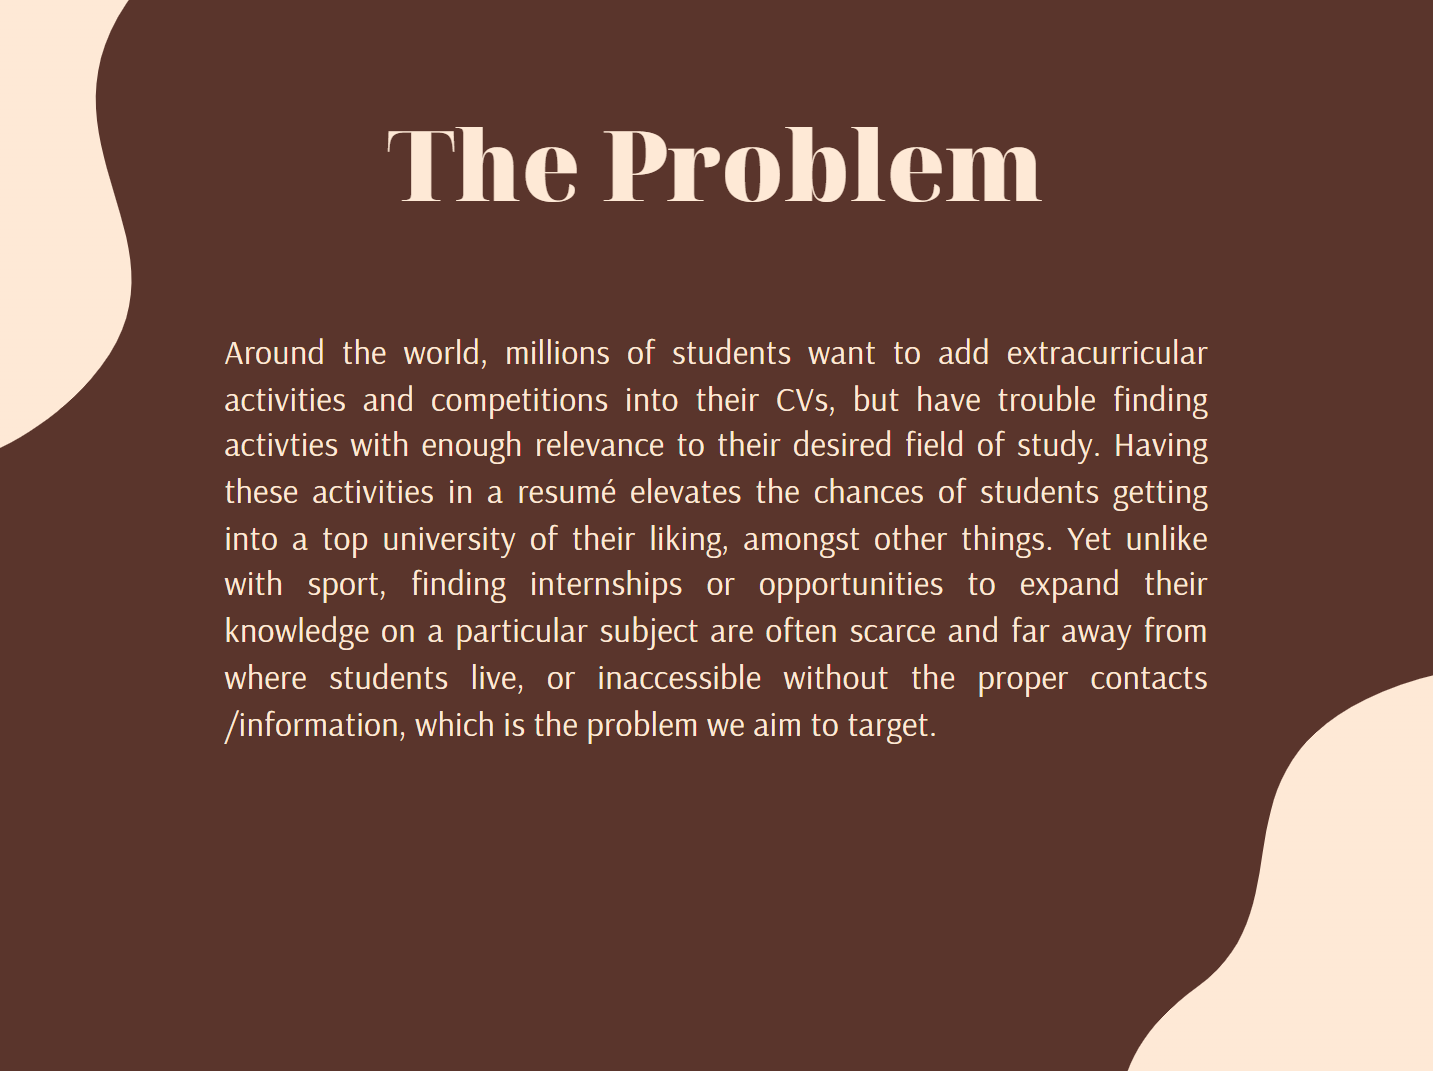 The Problem
Around the world, millions of students want to add extracurricular
activities and competitions into their CVs, but have trouble finding
activties with enough relevance to their desired field of study. Having
these activities in a resumé elevates the chances of students getting
into a top university of their liking, amongst other things. Yet unlike
with sport, finding internships or opportunities to expand their
knowledge on a particular subject are often scarce and far away from
where students live, or inaccessible without the proper contacts
/information, which is the problem we aim to target.